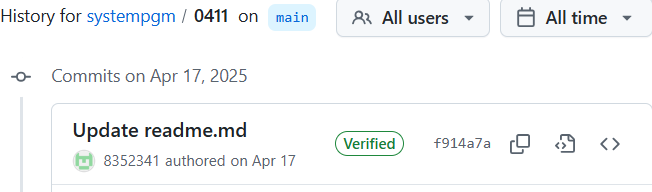 History for systempgm / 0411 on main All users All time
Commits on Apr 17, 2025
Update readme.md
Verified f914a7a
8352341 authored on Apr 17